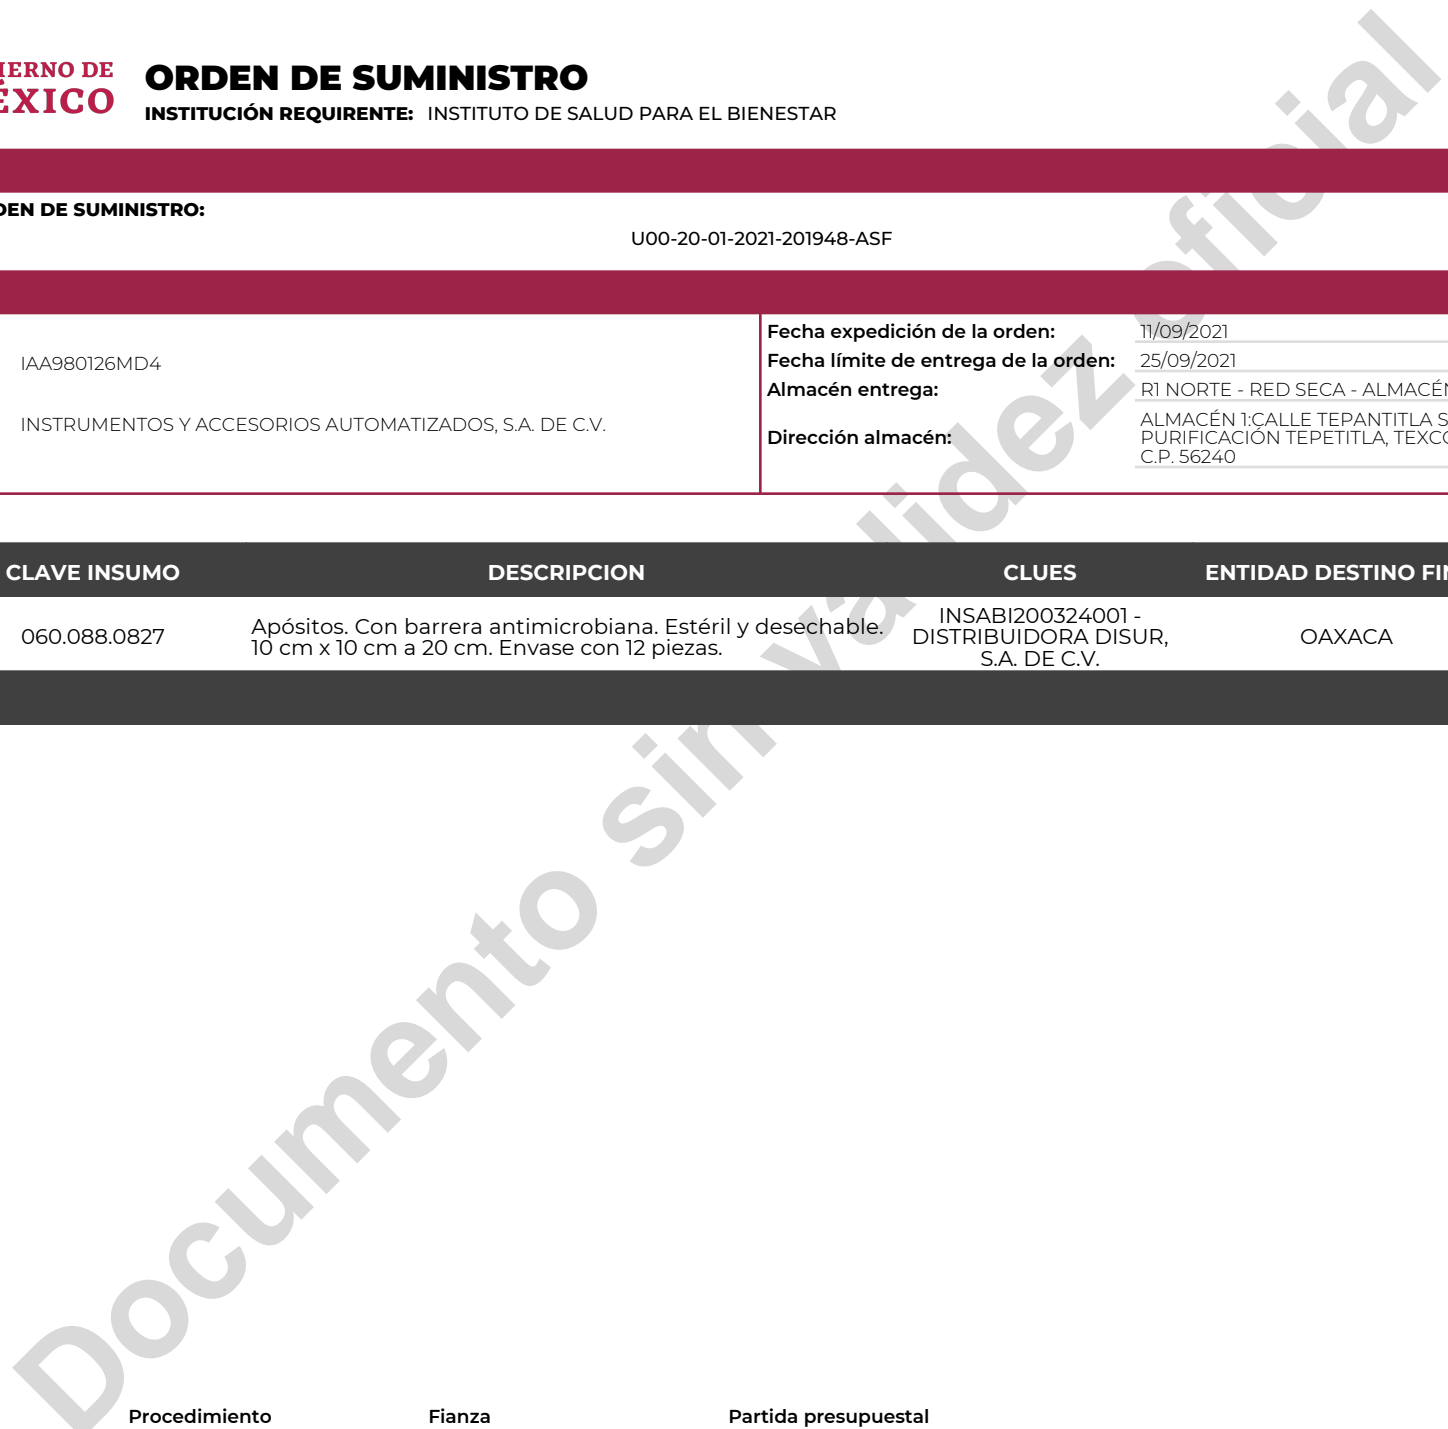 IERNO DE
ÉXICO
ORDEN DE SUMINISTRO
INSTITUCIÓN REQUIRENTE: INSTITUTO DE SALUD PARA EL BIENESTAR
DEN DE SUMINISTRO:
U00-20-01-2021-201948-ASF
IAA980126MD4
INSTRUMENTOS Y ACCESORIOS AUTOMATIZADOS, S.A. DE C.V.
Fecha expedición de la orden: 11/09/2021
Fecha límite de entrega de la orden: 25/09/2021
Almacén entrega: R1 NORTE - RED SECA - ALMACÉN
Dirección almacén: ALMACÉN 1:CALLE TEPANTITLA S
PURIFICACIÓN TEPETITLA, TEXCO
C.P. 56240
CLAVE INSUMO DESCRIPCION CLUES ENTIDAD DESTINO FIN
060.088.0827
Apósitos. Con barrera antimicrobiana. Estéril y desechable.
10 cm x 10 cm a 20 cm. Envase con 12 piezas.
INSABI200324001 -
DISTRIBUIDORA DISUR,
S.A. DE C.V.
OAXACA
Documento sin validez oficial
Procedimiento Fianza Partida presupuestal